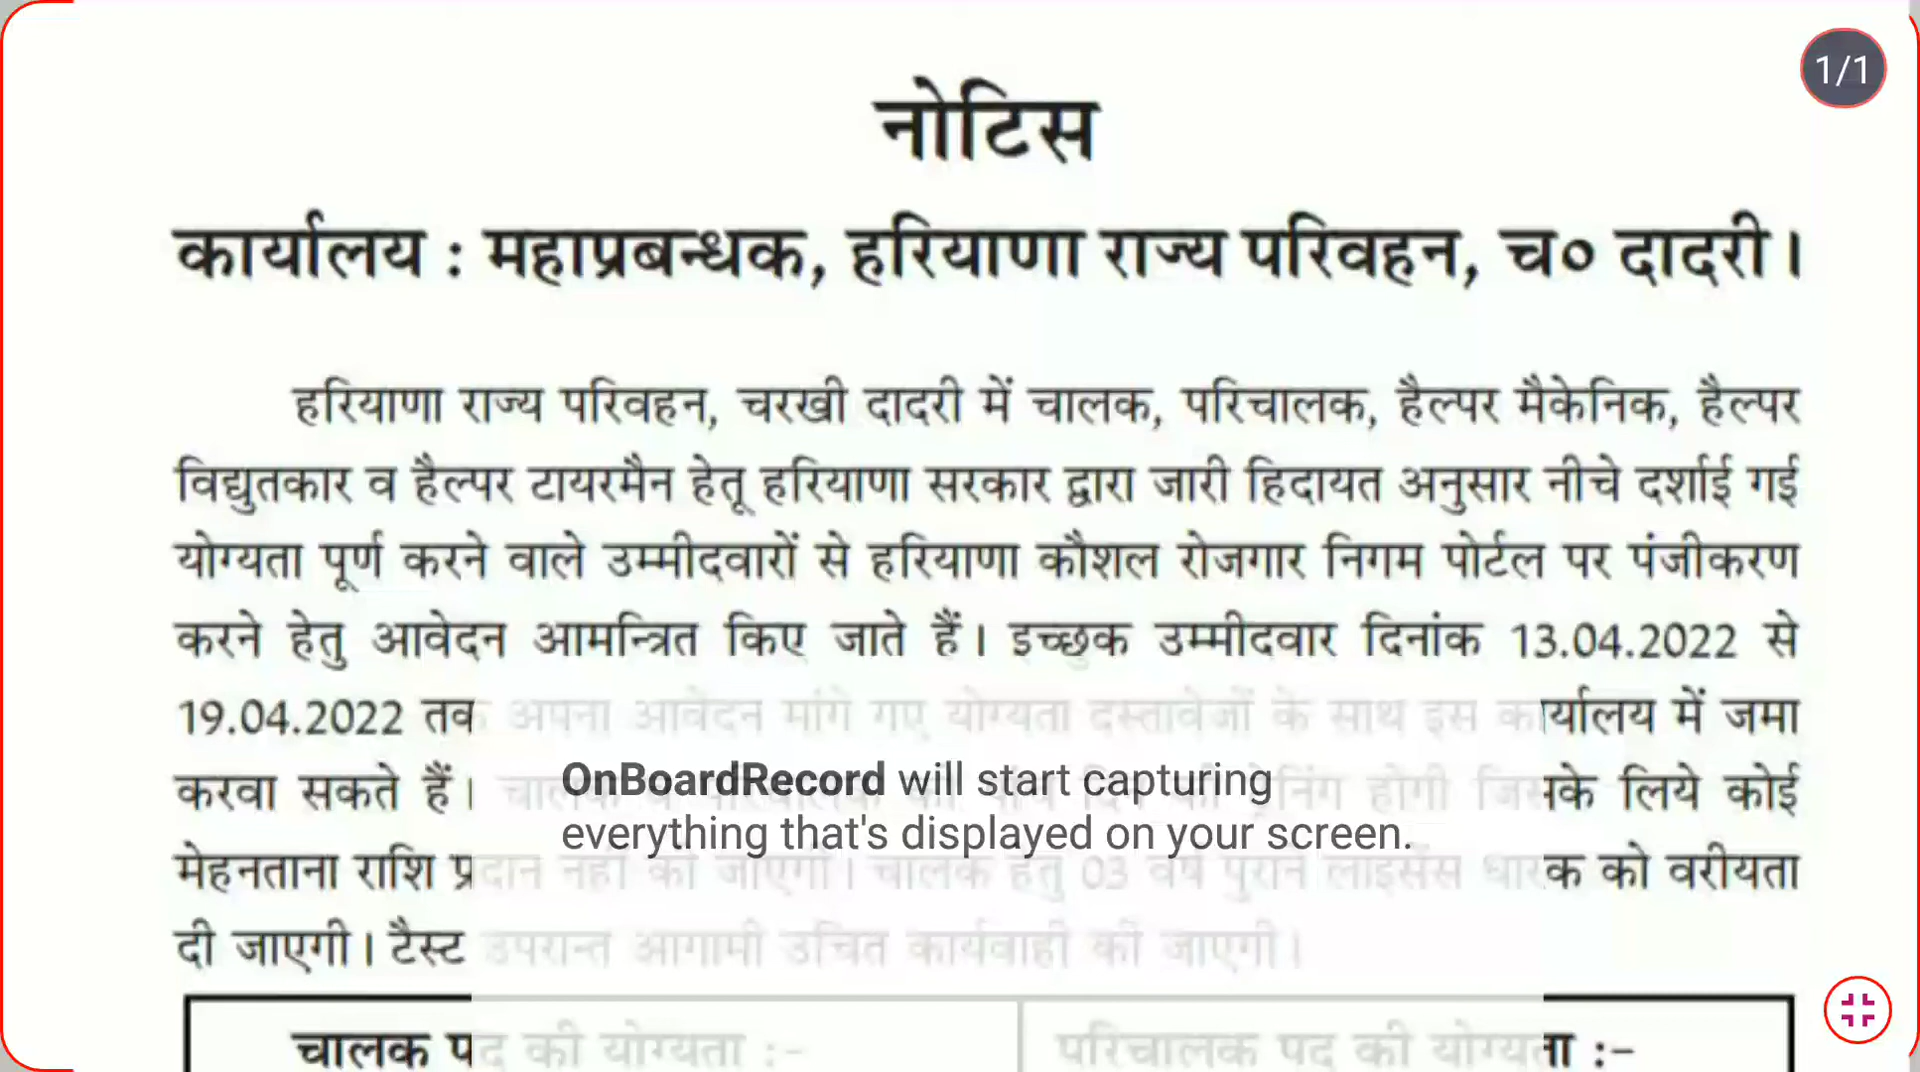 1/1
नोटिस
कार्यालय : महाप्रबन्धक, हरियाणा राज्य परिवहन, च० दादरी।
हरियाणा राज्य परिवहन, चरखी दादरी में चालक, परिचालक, हैल्पर मैकेनिक, हैल्पर
विद्युतकार व हैल्पर टायरमैन हेतू हरियाणा सरकार द्वारा जारी हिदायत अनुसार नीचे दर्शाई गई
योग्यता पूर्ण करने वाले उम्मीदवारों से हरियाणा कौशल रोजगार निगम पोर्टल पर पंजीकरण
करने हेतु आवेदन आमन्त्रित किए जाते हैं। इच्छुक उम्मीदवार दिनांक 13.04.2022 से
19.04.2022 तक अपना आवेदन मांगे गए योग्यता दस्तावेजों के साथ इस कार्यालय में जमा
करवा सकते हैं। चालक होगी जिसके लिये कोई
OnBoardRecord will start capturing
everything that's displayed on your screen.
मेहनताना राशि प्रदान नहीं की जाएगी। चालक हेतु 03 वर्ष पुराने लाइसेंस धारक को वरीयता
दी जाएगी। टैस्ट उपरान्त आगामी उचित कार्यवाही की जाएगी।
चालक पद की योग्यता :-
परिचालक पद की योग्यता :-